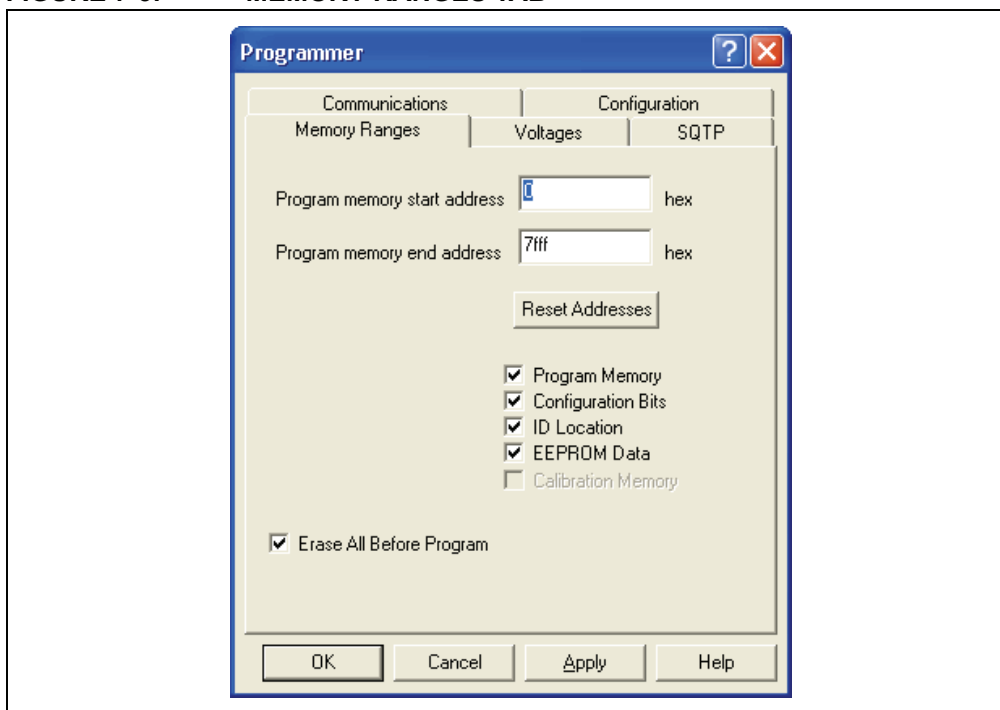 Programmer
Communications Configuration
Memory Ranges Voltages SQTP
Program memory start address 0 hex
Program memory end address 7fff hex
Reset Addresses
Program Memory
Configuration Bits
ID Location
EEPROM Data
Calibration Memory
Erase All Before Program
OK Cancel Apply Help